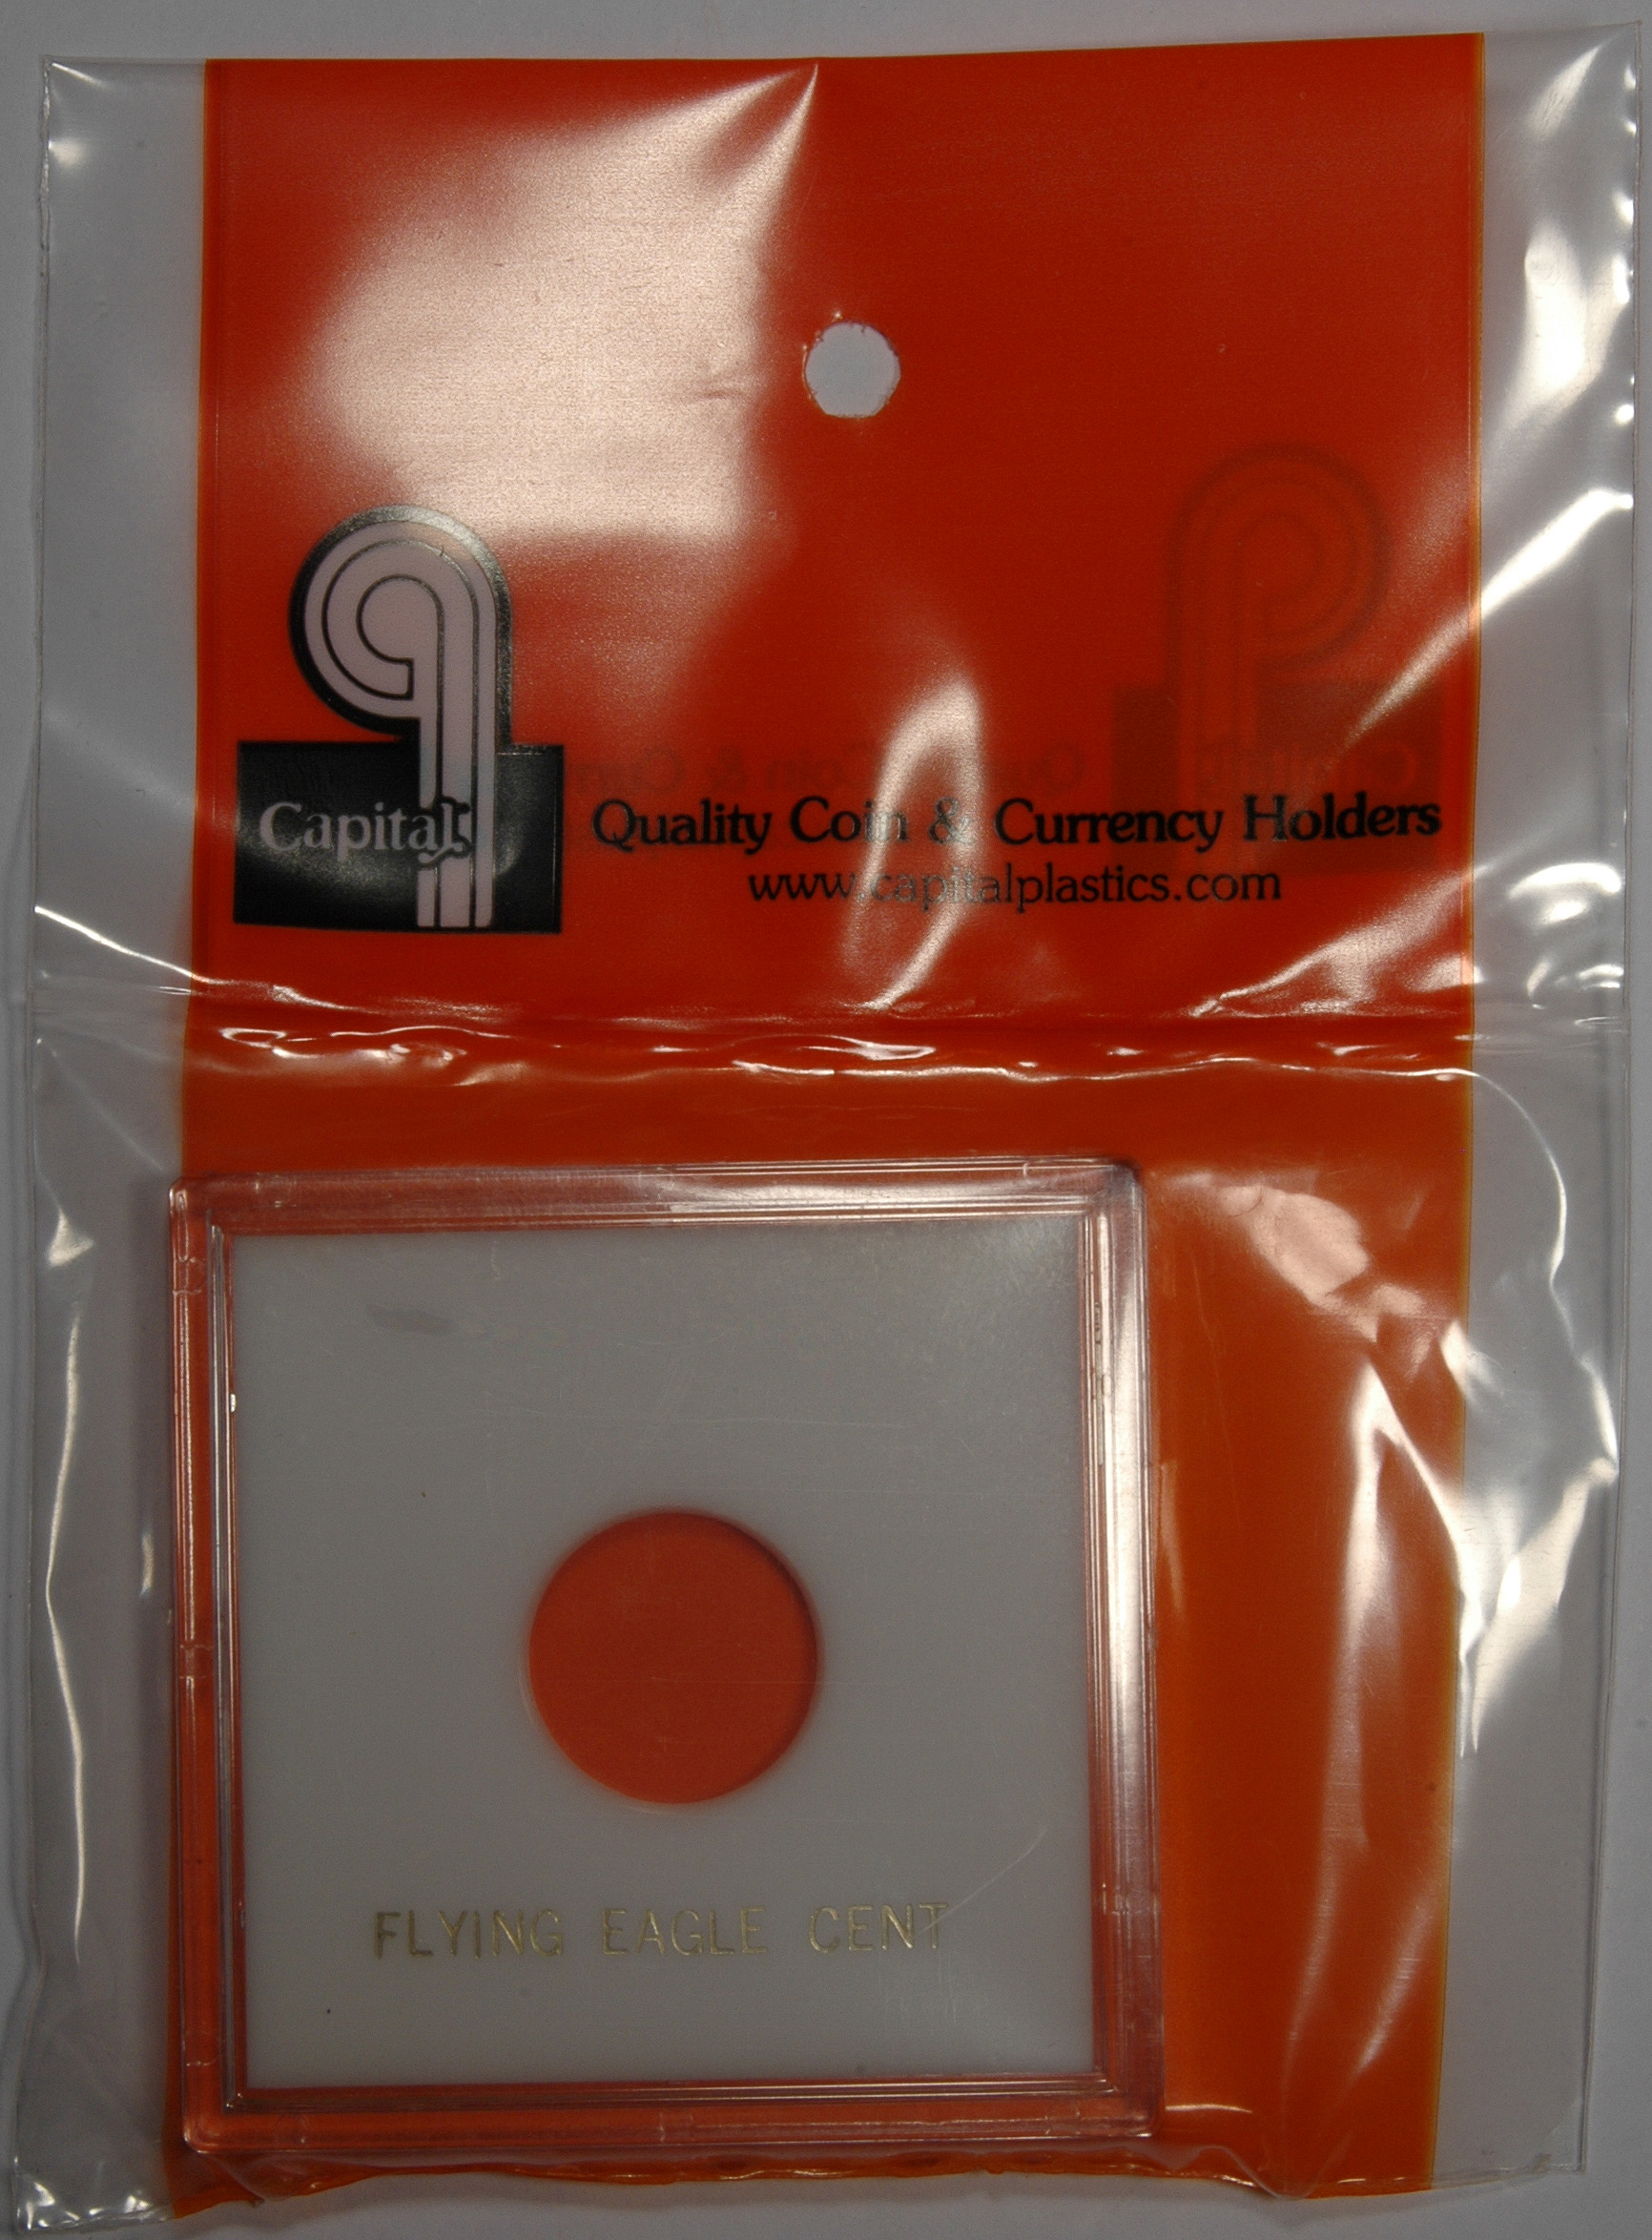 Capital
Quality Coin & Currency Holders
www.capitalplastics.com
FLYING EAGLE CENT